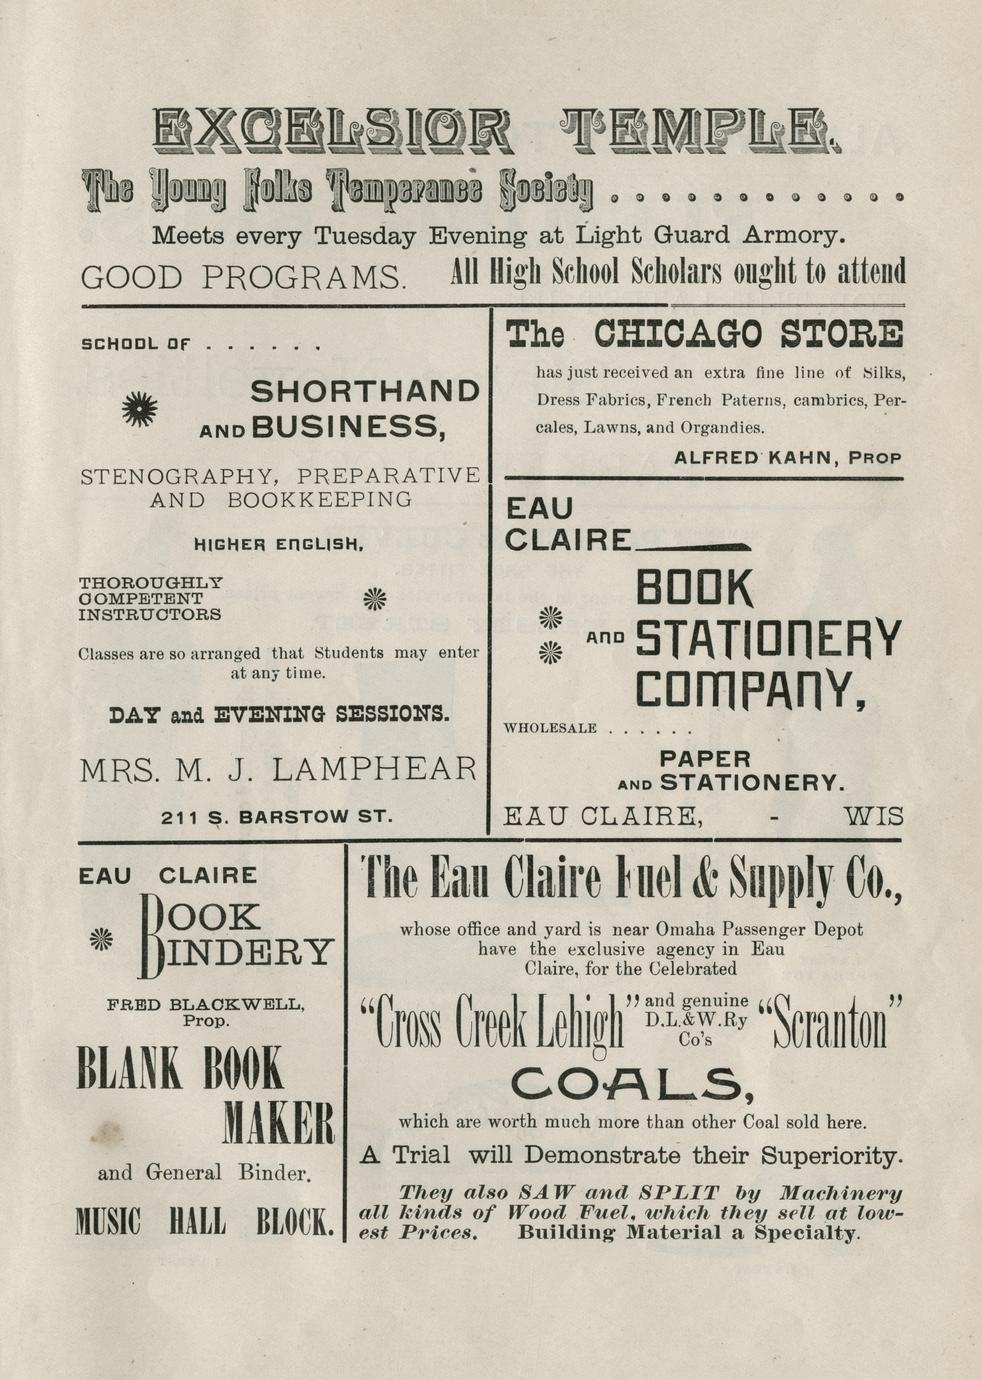 EXCELSIOR TEMPLE.
The Young Folks Temperance Society . . . . . . . . . . . .
Meets every Tuesday Evening at Light Guard Armory.
GOOD PROGRAMS. All High School Scholars ought to attend
SCHOOL OF . . . . . .
SHORTHAND
AND BUSINESS,
STENOGRAPHY, PREPARATIVE
AND BOOKKEEPING
HIGHER ENGLISH,
THOROUGHLY
COMPETENT
INSTRUCTORS
Classes are so arranged that Students may enter
at any time.
DAY and EVENING SESSIONS.
MRS. M. J. LAMPHEAR
211 S. BARSTOW ST.
The CHICAGO STORE
has just received an extra fine line of Silks,
Dress Fabrics, French Paterns, cambrics, Per-
cales, Lawns, and Organdies.
ALFRED KAHN, PROP
EAU
CLAIRE
BOOK
AND STATIONERY
COMPANY,
WHOLESALE . . . . . .
PAPER
AND STATIONERY.
EAU CLAIRE, - WIS
EAU CLAIRE
BOOK
BINDERY
FRED BLACKWELL,
Prop.
BLANK BOOK
MAKER
and General Binder.
MUSIC HALL BLOCK.
The Eau Claire Fuel & Supply Co.,
whose office and yard is near Omaha Passenger Depot
have the exclusive agency in Eau
Claire, for the Celebrated
“Cross Creek Lehigh” and genuine D.L.&W.Ry Co's “Scranton”
COALS,
which are worth much more than other Coal sold here.
A Trial will Demonstrate their Superiority.
They also SAW and SPLIT by Machinery
all kinds of Wood Fuel, which they sell at low-
est Prices. Building Material a Specialty.